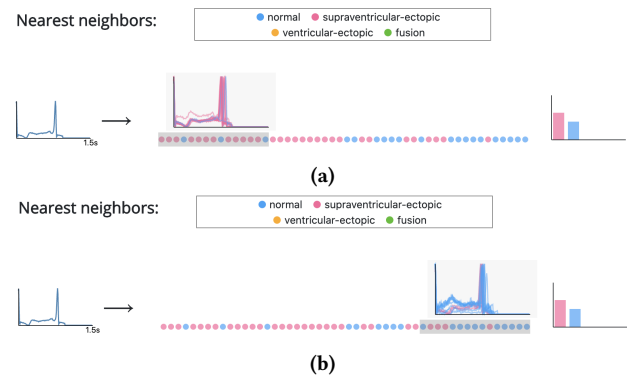 Nearest neighbors:
normal supraventricular-ectopic
ventricular-ectopic fusion
1.5s
(a)
Nearest neighbors:
normal supraventricular-ectopic
ventricular-ectopic fusion
1.5s
(b)